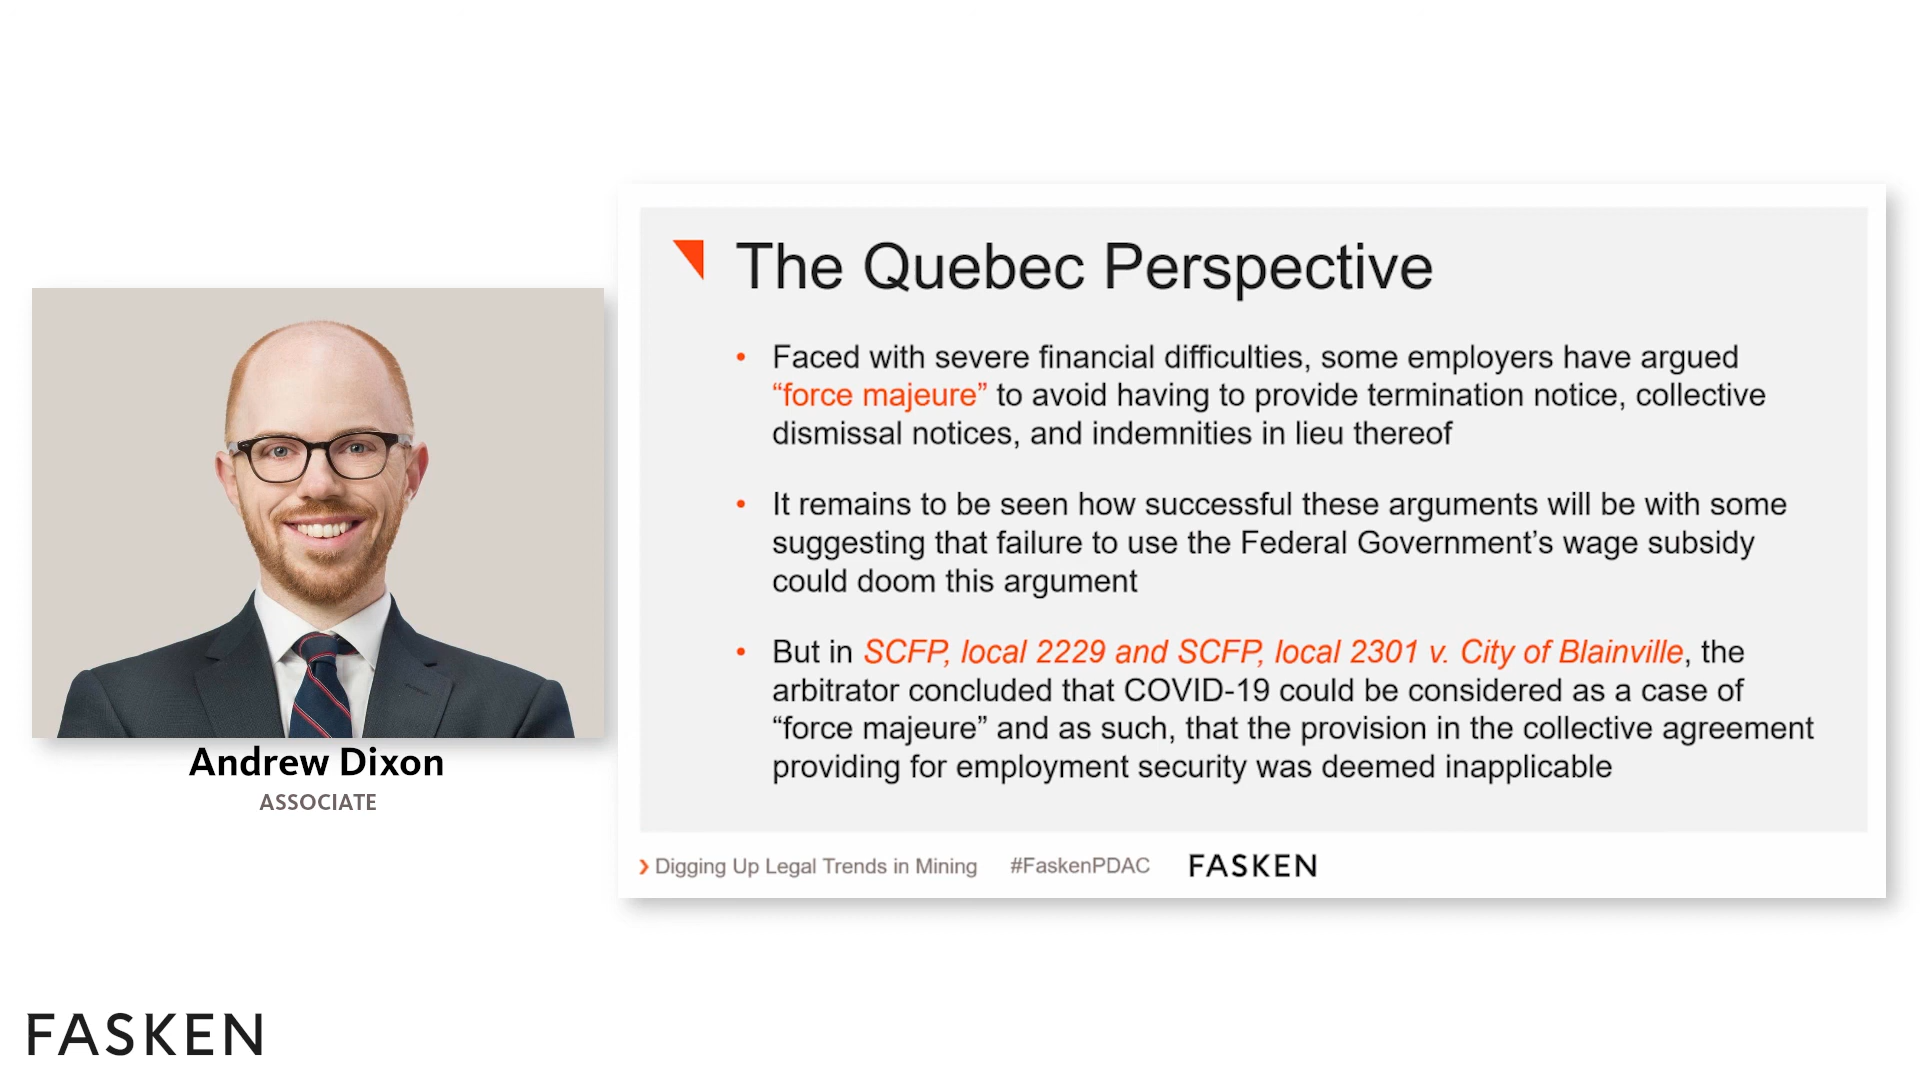 The Quebec Perspective
• Faced with severe financial difficulties, some employers have argued
“force majeure” to avoid having to provide termination notice, collective
dismissal notices, and indemnities in lieu thereof
• It remains to be seen how successful these arguments will be with some
suggesting that failure to use the Federal Government’s wage subsidy
could doom this argument
• But in SCFP, local 2229 and SCFP, local 2301 v. City of Blainville, the
arbitrator concluded that COVID-19 could be considered as a case of
“force majeure” and as such, that the provision in the collective agreement
providing for employment security was deemed inapplicable
Digging Up Legal Trends in Mining #FaskenPDAC FASKEN
Andrew Dixon
ASSOCIATE
FASKEN